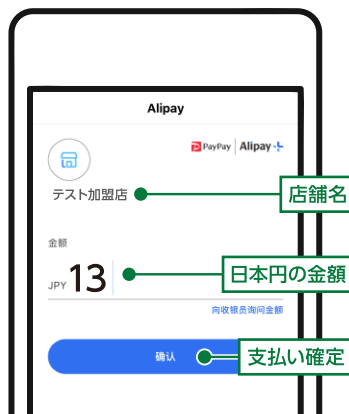 Alipay
PayPay Alipay+
テスト加盟店 店舗名
金额
JPY 13 日本円の金額
向收银员询问金额
确认 支払い確定